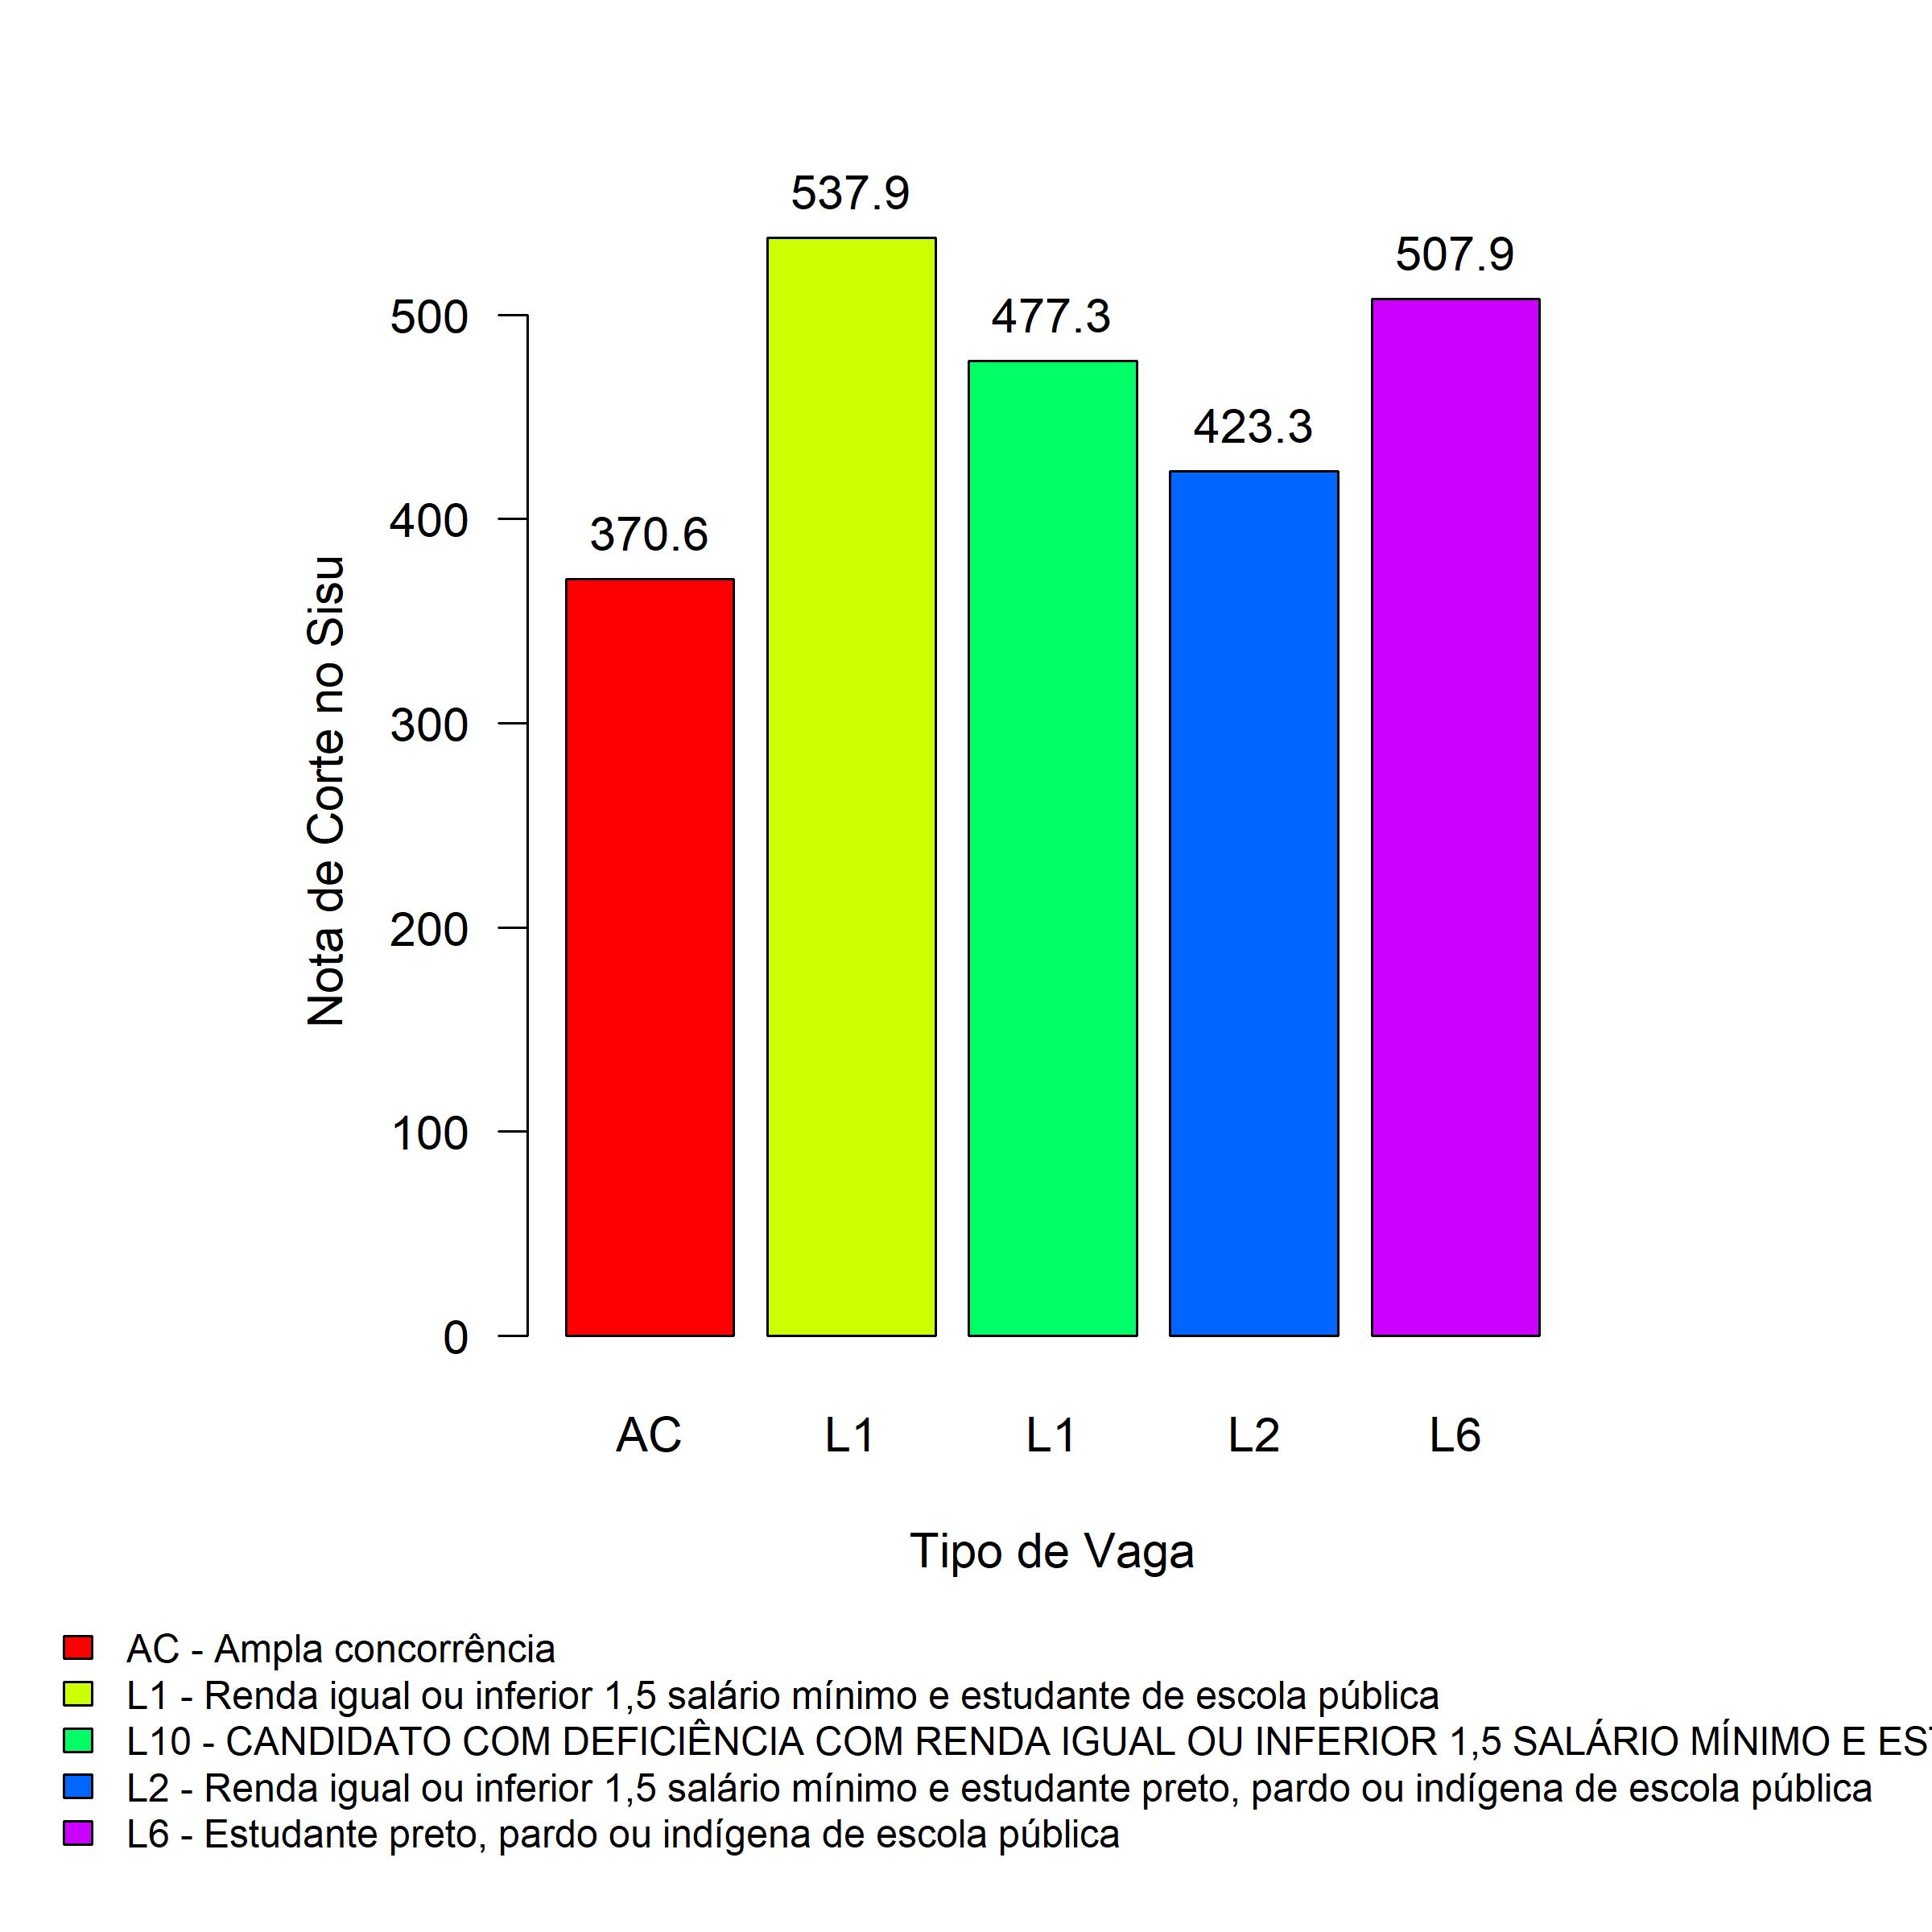 537.9
507.9
500
477.3
423.3
400
370.6
300
200
100
0
Nota de Corte no Sisu
AC L1 L1 L2 L6
Tipo de Vaga
AC - Ampla concorrência
L1 - Renda igual ou inferior 1,5 salário mínimo e estudante de escola pública
L10 - CANDIDATO COM DEFICIÊNCIA COM RENDA IGUAL OU INFERIOR 1,5 SALÁRIO MÍNIMO E
L2 - Renda igual ou inferior 1,5 salário mínimo e estudante preto, pardo ou indígena de escola pública
L6 - Estudante preto, pardo ou indígena de escola pública